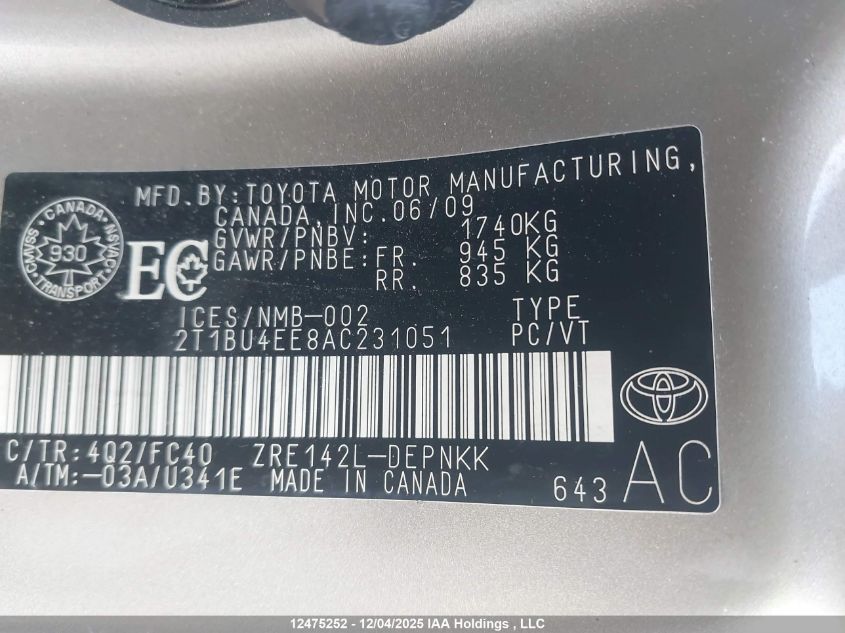 MFD.BY:TOYOTA MOTOR MANUFACTURING,
CANADA,INC.06/09
GVWR/PNBV: 1740KG
GAWR/PNBE:FR. 945 KG
RR. 835 KG
CANADA
930
TRANSPORT
CMVSS
NSVAC
EC
ICES/NMB-002 TYPE
2T1BU4EE8AC231051 PC/VT
C/TR:4Q2/FC40 ZRE142L-DEPNKK
A/TM:-03A/U341E MADE IN CANADA
643 AC
12475252 - 12/04/2025 IAA Holdings , LLC